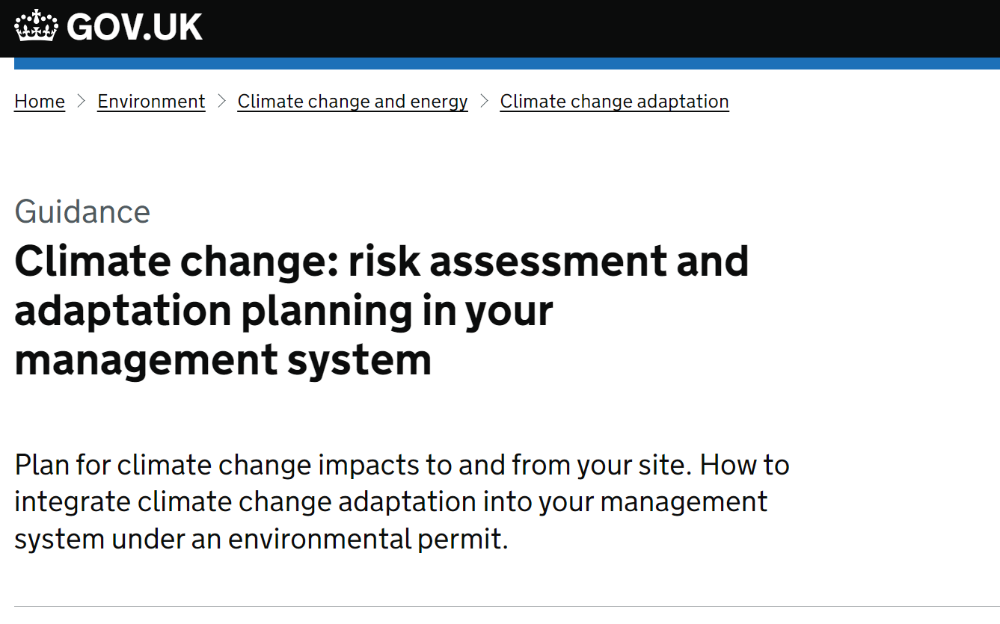 GOV.UK
Home > Environment > Climate change and energy > Climate change adaptation
Guidance
Climate change: risk assessment and
adaptation planning in your
management system
Plan for climate change impacts to and from your site. How to
integrate climate change adaptation into your management
system under an environmental permit.